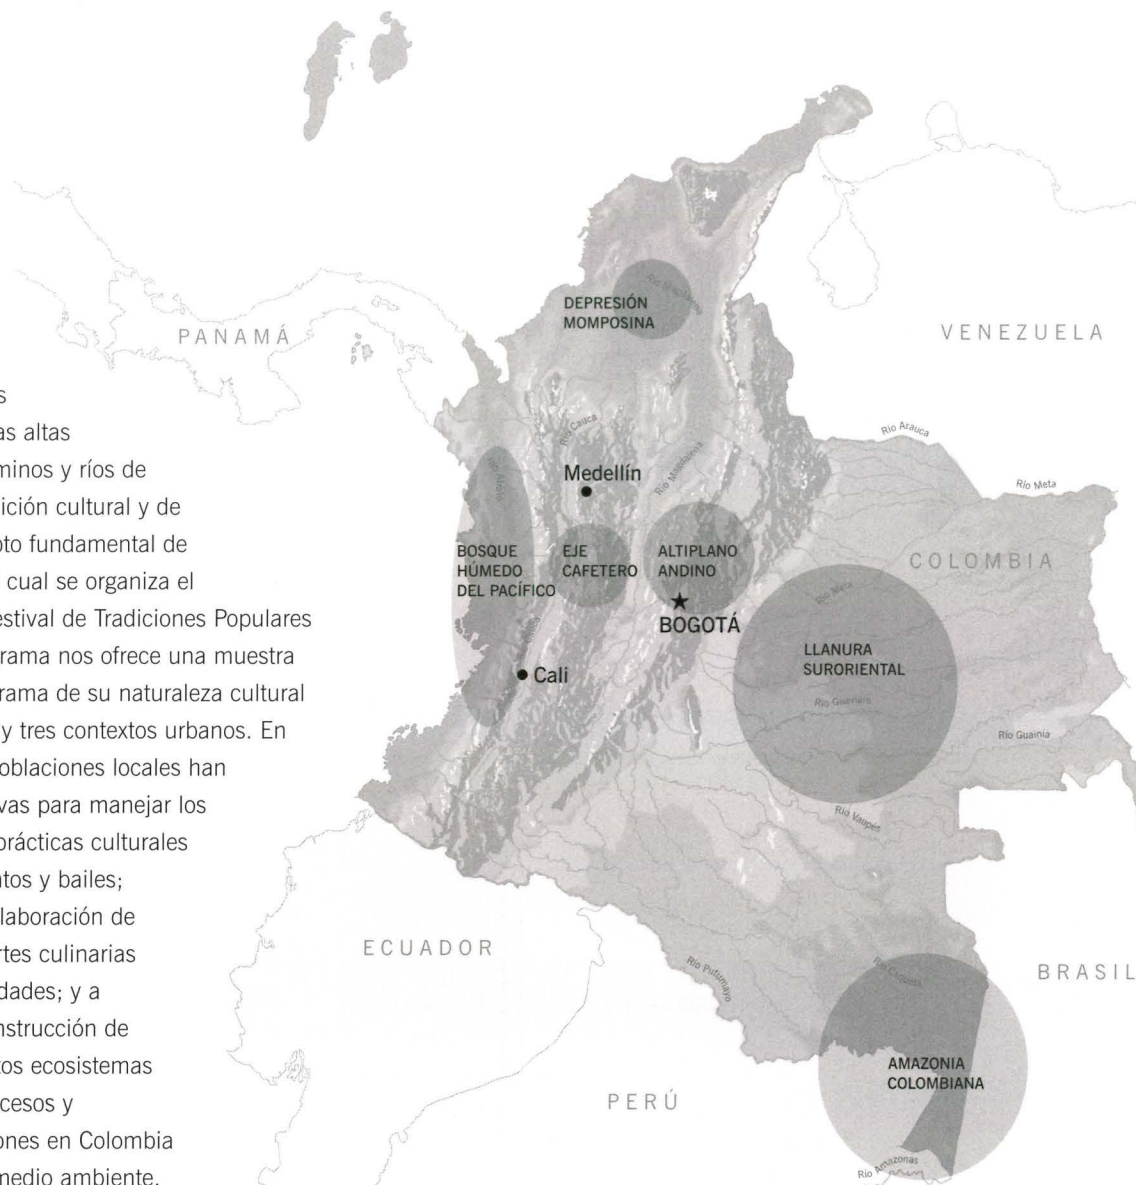 s
as altas
minos y ríos de
ición cultural y de
oto fundamental de
cual se organiza el
estival de Tradiciones Populares
rama nos ofrece una muestra
rama de su naturaleza cultural
y tres contextos urbanos. En
oblaciones locales han
vas para manejar los
prácticas culturales
ntos y bailes;
laboración de
rtes culinarias
dades; y a
nstrucción de
tos ecosistemas
cesos y
ones en Colombia
medio ambiente.
PANAMÁ
VENEZUELA
DEPRESIÓN
MOMPOSINA
Río Cauca
Río Magdalena
Río Arauca
Río Meta
Medellín
Río Atrato
BOSQUE
HÚMEDO
DEL PACÍFICO
EJE
CAFETERO
ALTIPLANO
ANDINO
BOGOTÁ
COLOMBIA
Río Meta
LLANURA
SURORIENTAL
Cali
Río Guaviare
Río Guainía
Río Vaupés
ECUADOR
Río Putumayo
Río Caquetá
BRASIL
AMAZONIA
COLOMBIANA
PERÚ
Río Amazonas